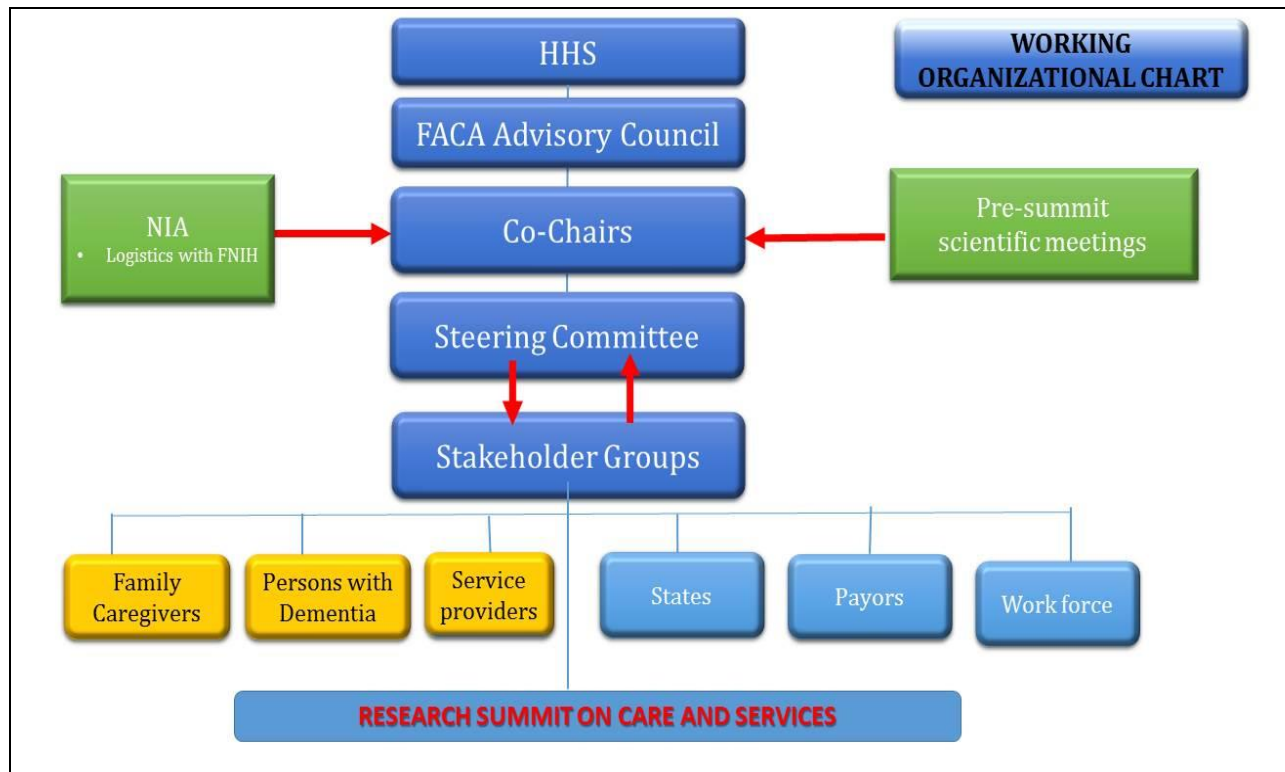 HHS
WORKING
ORGANIZATIONAL CHART
FACA Advisory Council
NIA
• Logistics with FNIH
Co-Chairs
Pre-summit
scientific meetings
Steering Committee
Stakeholder Groups
Family
Caregivers
Persons with
Dementia
Service
providers
States
Payors
Work force
RESEARCH SUMMIT ON CARE AND SERVICES